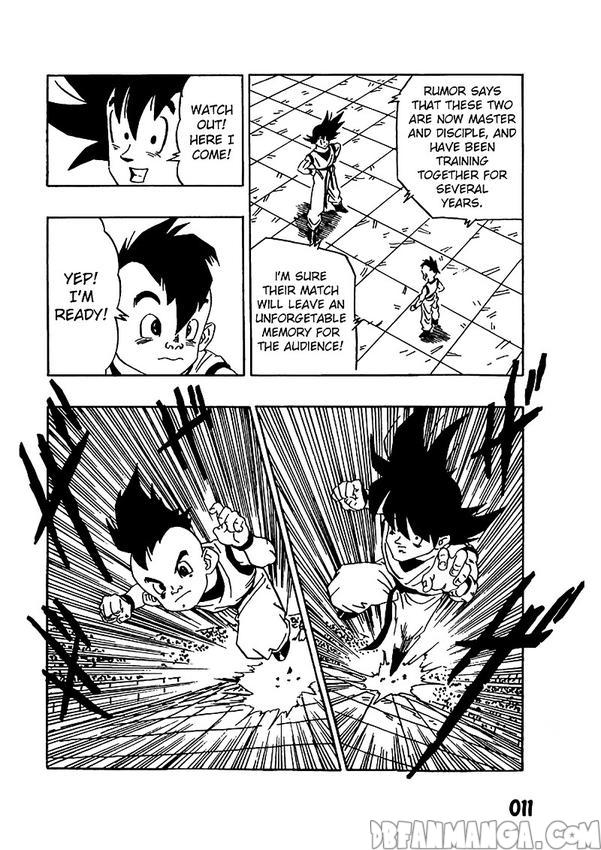 RUMOR SAYS
THAT THESE TWO
ARE NOW MASTER
AND DISCIPLE, AND
HAVE BEEN
TRAINING
TOGETHER FOR
SEVERAL
YEARS.
I'M SURE
THEIR MATCH
WILL LEAVE AN
UNFORGETABLE
MEMORY FOR
THE AUDIENCE!
WATCH
OUT!
HERE I
COME!
YEP!
I'M
READY!
011
DBFANMANGA.COM